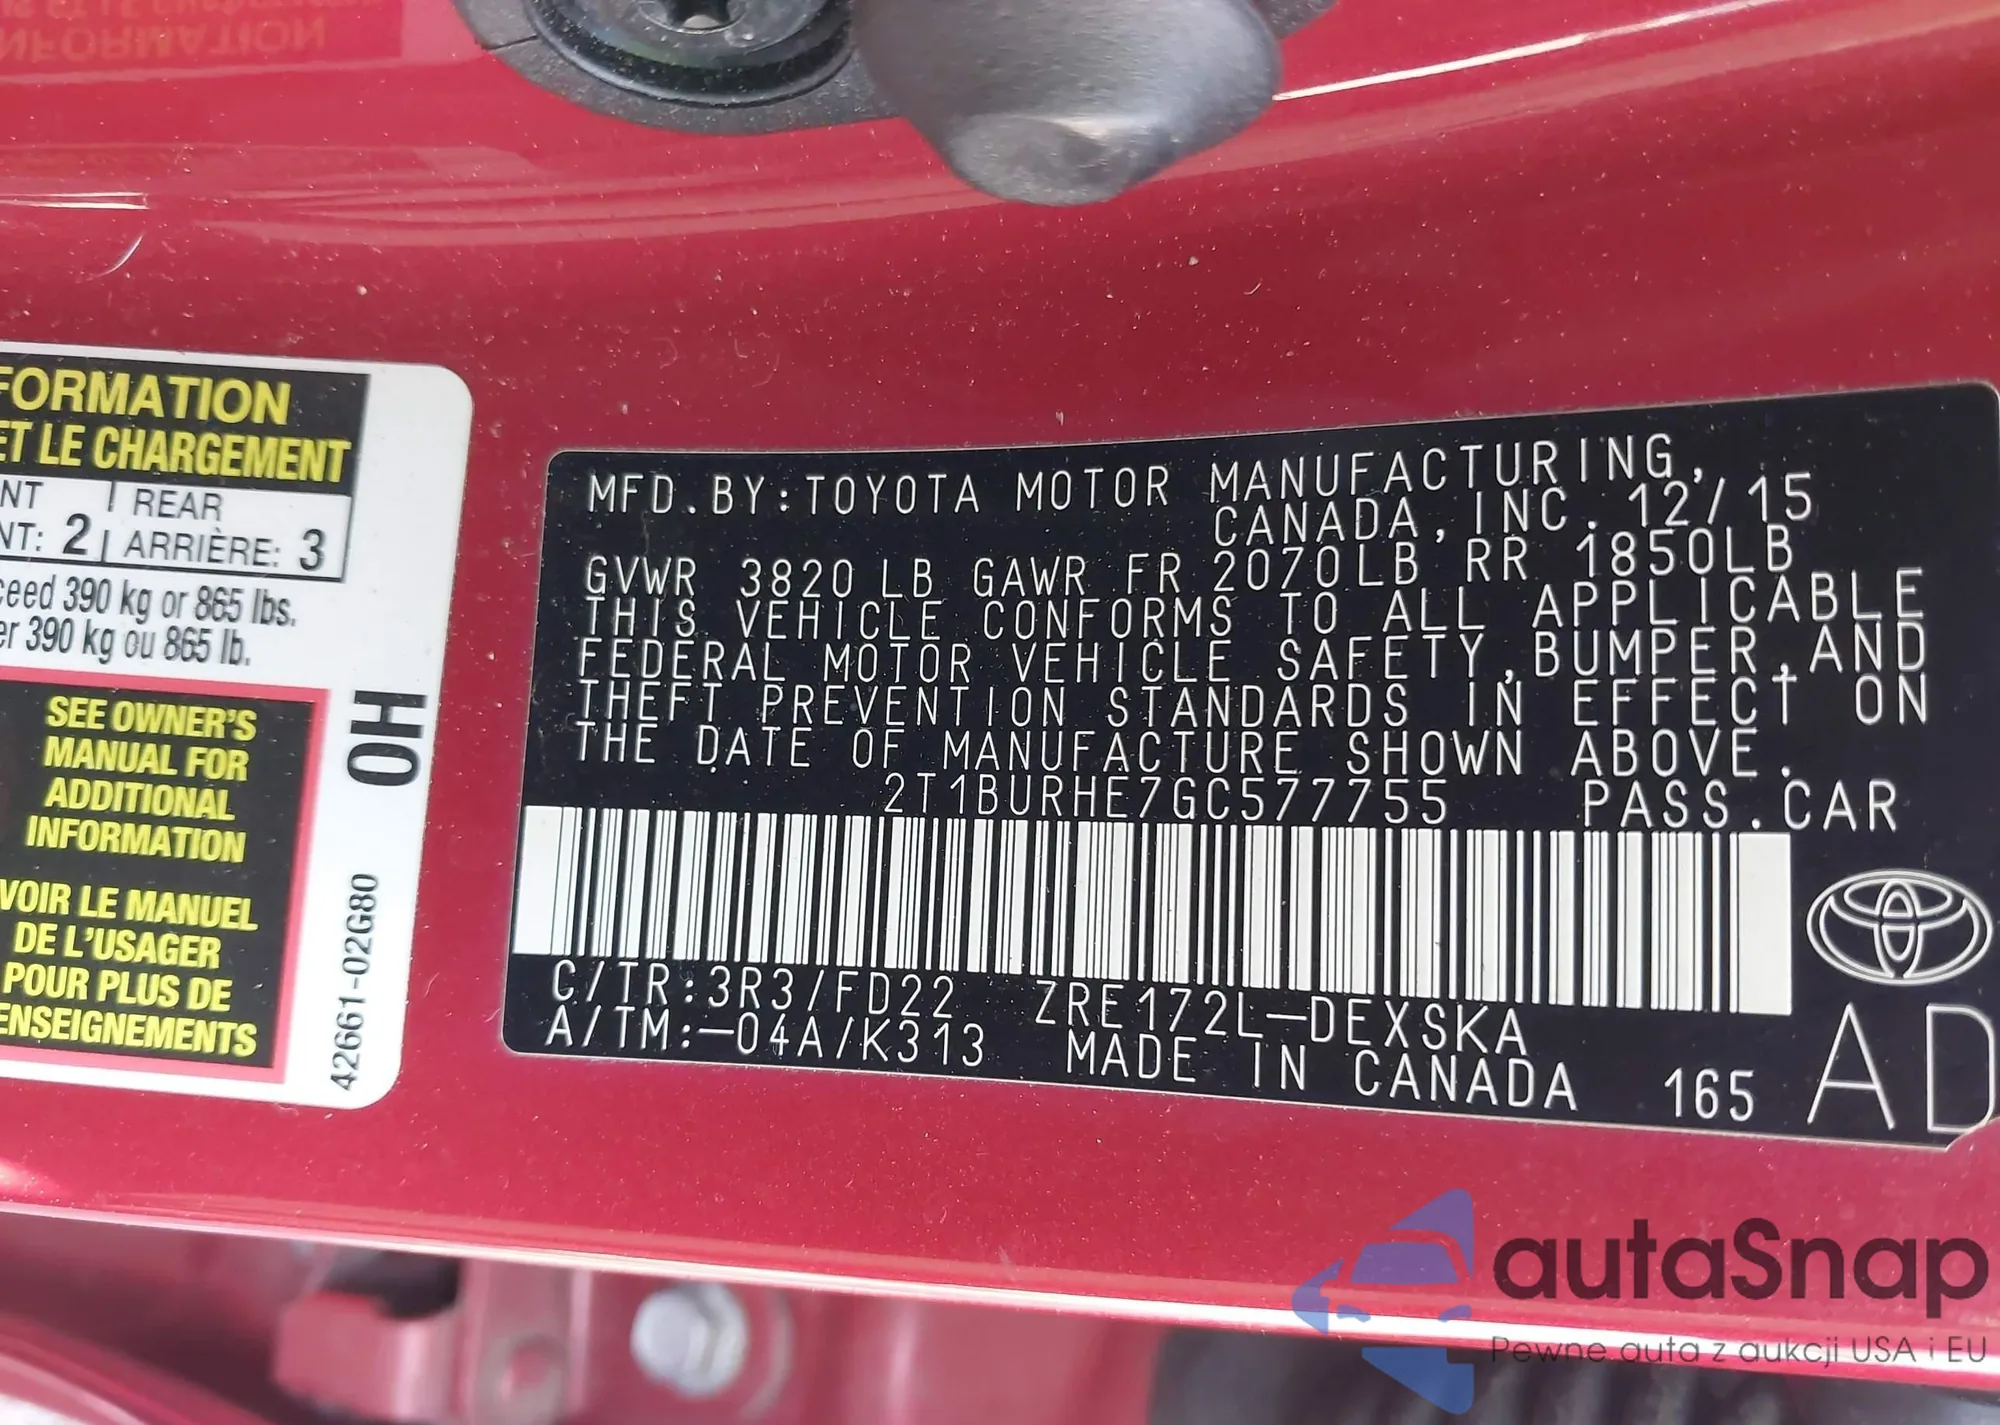 FORMATION
ET LE CHARGEMENT
NT | REAR
NT: 2 | ARRIÈRE: 3
ceed 390 kg or 865 lbs.
er 390 kg ou 865 lb.
SEE OWNER'S
MANUAL FOR
ADDITIONAL
INFORMATION
VOIR LE MANUEL
DE L'USAGER
POUR PLUS DE
ENSEIGNEMENTS
0H
42661-02G80
MFD.BY:TOYOTA MOTOR MANUFACTURING,
CANADA,INC. 12/15
GVWR 3820LB GAWR FR 2070LB RR 1850LB
THIS VEHICLE CONFORMS TO ALL APPLICABLE
FEDERAL MOTOR VEHICLE SAFETY,BUMPER,AND
THEFT PREVENTION STANDARDS IN EFFECT ON
THE DATE OF MANUFACTURE SHOWN ABOVE.
2T1BURHE7GC577755 PASS.CAR
C/TR:3R3/FD22 ZRE172L-DEXSKA
A/TM:-04A/K313 MADE IN CANADA 165
AD
autaSnap
Pewne auta z aukcji USA i EU